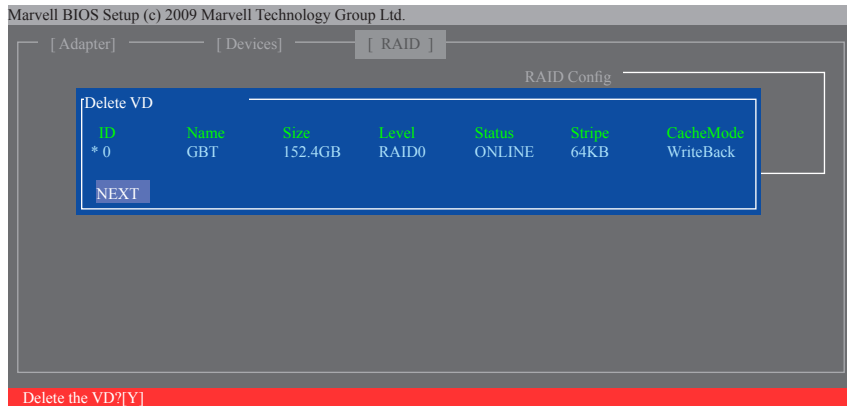 Marvell BIOS Setup (c) 2009 Marvell Technology Group Ltd.
[ Adapter] [ Devices] [ RAID ]
RAID Config
Delete VD
ID Name Size Level Status Stripe CacheMode
* 0 GBT 152.4GB RAID0 ONLINE 64KB WriteBack
NEXT
Delete the VD?[Y]